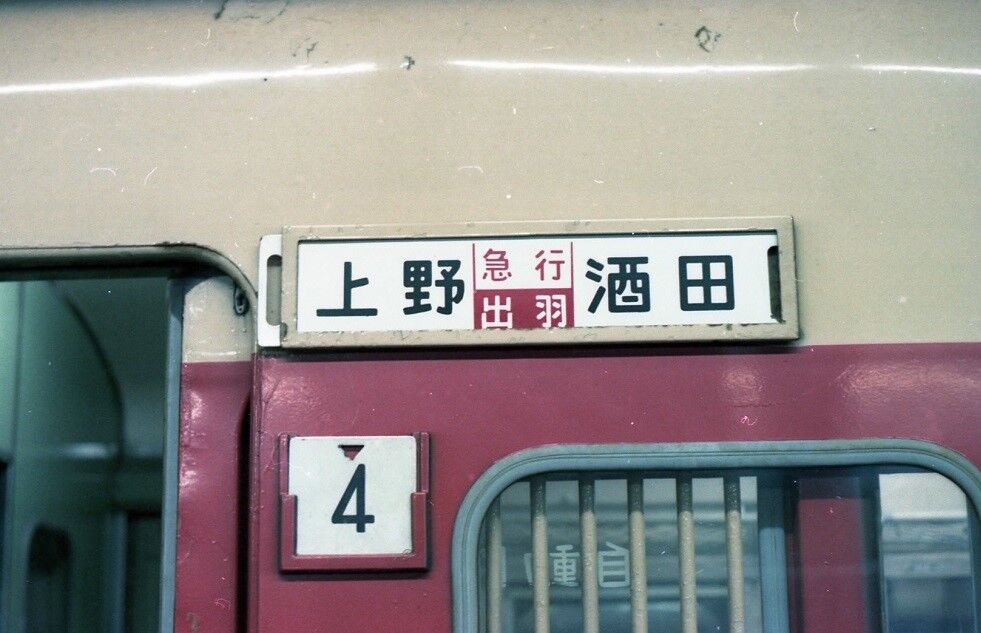 上野 急行 酒田
出羽
4